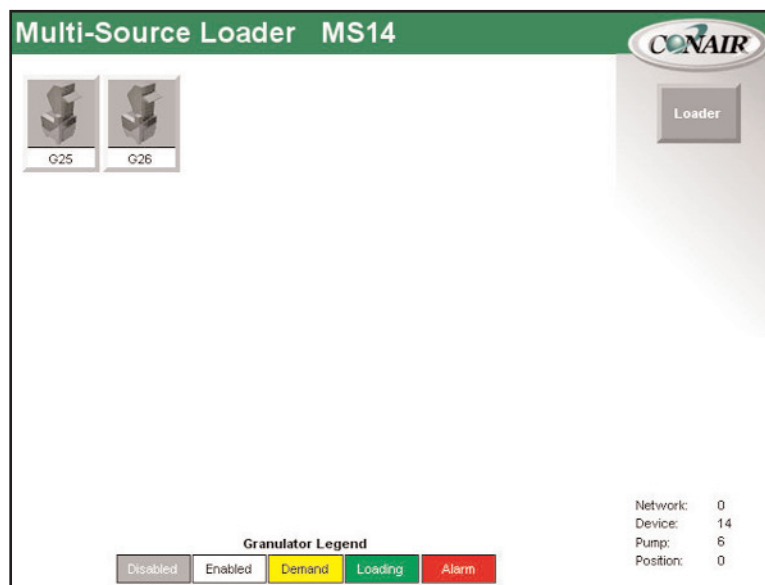 Multi-Source Loader MS14
CONAIR
Loader
G25 G26
Network: 0
Device: 14
Pump: 6
Position: 0
Granulator Legend
Disabled Enabled Demand Loading Alarm